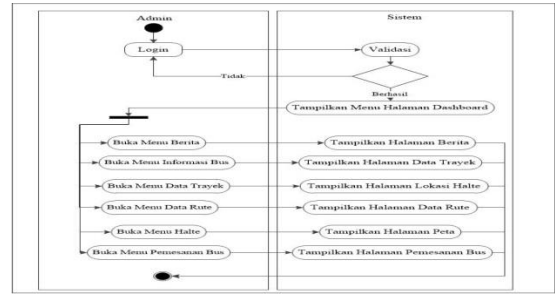 Admin
Sistem
Login
Validasi
Tidak
Berhasil
Tampilkan Menu Halaman Dashboard
Buka Menu Berita
Tampilkan Halaman Berita
Buka Menu Informasi Bus
Tampilkan Halaman Data Trayek
Buka Menu Data Trayek
Tampilkan Halaman Lokasi Halte
Buka Menu Data Rute
Tampilkan Halaman Data Rute
Buka Menu Halte
Tampilkan Halaman Peta
Buka Menu Pemesanan Bus
Tampilkan Halaman Pemesanan Bus